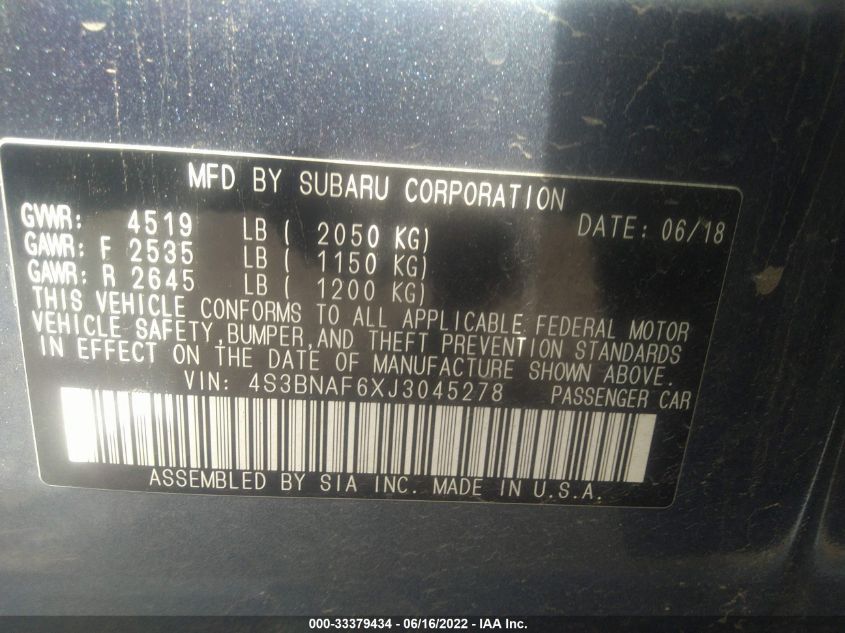 MFD BY SUBARU CORPORATION
GVWR: 4519 LB ( 2050 KG) DATE: 06/18
GAWR: F 2535 LB ( 1150 KG)
GAWR: R 2645 LB ( 1200 KG)
THIS VEHICLE CONFORMS TO ALL APPLICABLE FEDERAL MOTOR
VEHICLE SAFETY, BUMPER, AND THEFT PREVENTION STANDARDS
IN EFFECT ON THE DATE OF MANUFACTURE SHOWN ABOVE.
VIN: 4S3BNAF6XJ3045278 PASSENGER CAR
ASSEMBLED BY SIA INC. MADE IN U.S.A.
000-33379434 - 06/16/2022 - IAA Inc.